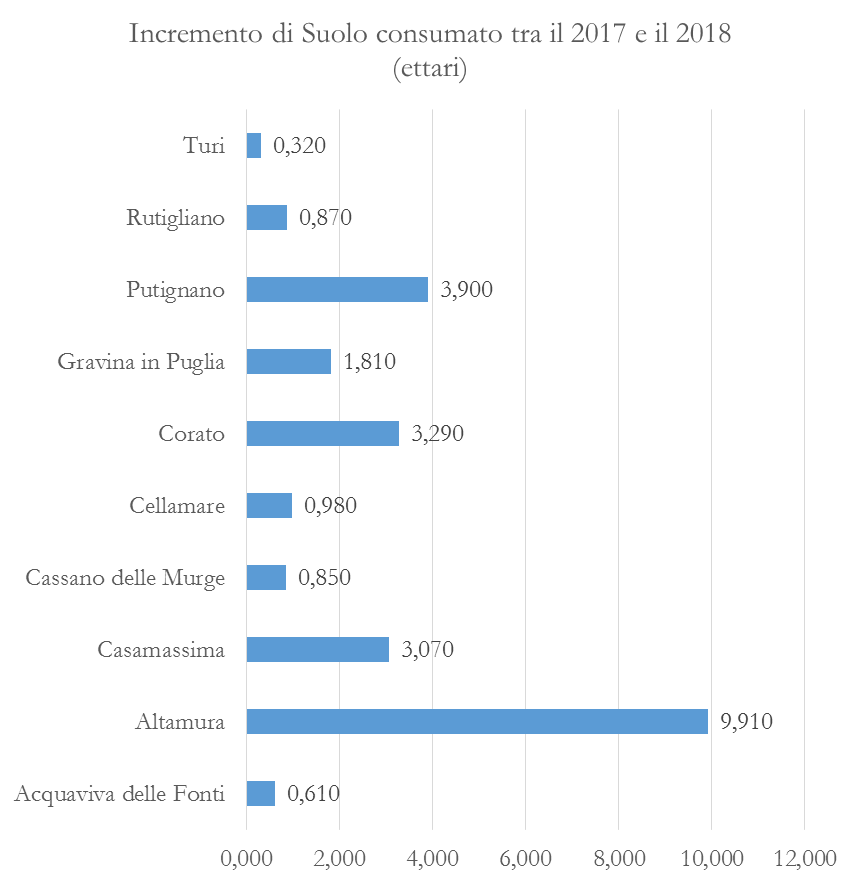 Incremento di Suolo consumato tra il 2017 e il 2018
(ettari)
Turi 0,320
Rutigliano 0,870
Putignano 3,900
Gravina in Puglia 1,810
Corato 3,290
Cellamare 0,980
Cassano delle Murge 0,850
Casamassima 3,070
Altamura 9,910
Acquaviva delle Fonti 0,610
0,000 2,000 4,000 6,000 8,000 10,000 12,000